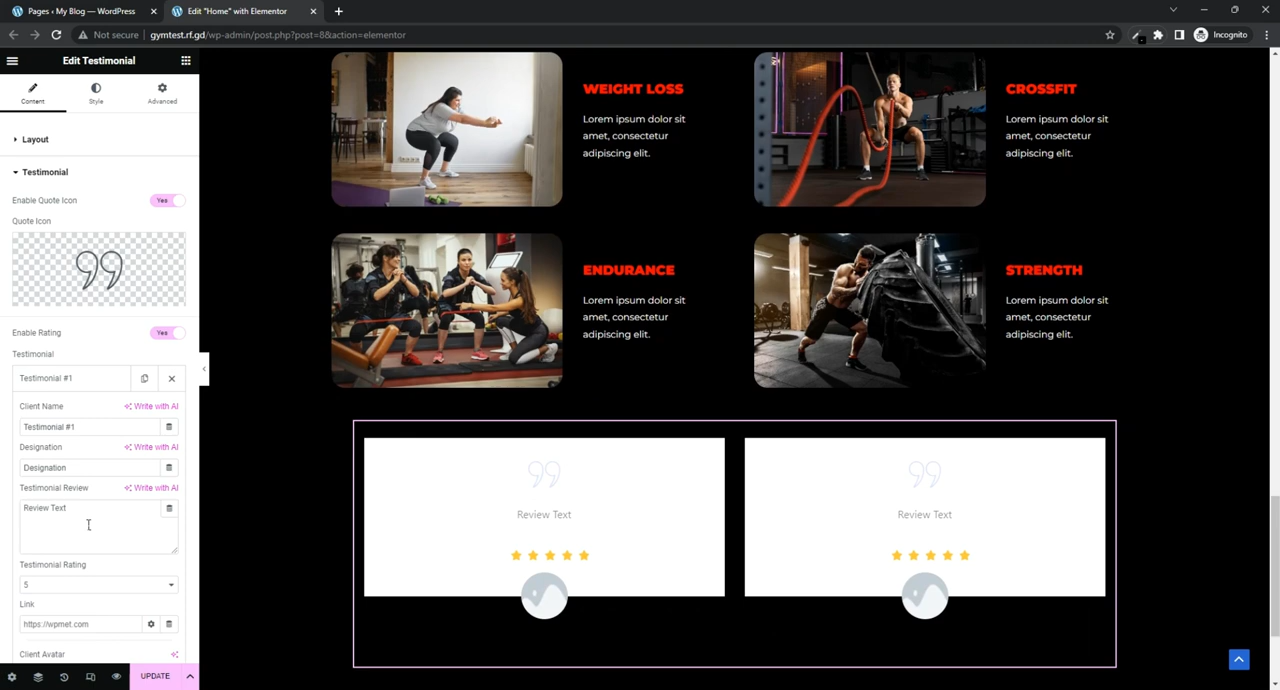 Pages ‹ My Blog — WordPress
Edit "Home" with Elementor
Not secure
gymtest.rf.gd/wp-admin/post.php?post=8&action=elementor
Incognito
Edit Testimonial
Content
Style
Advanced
Layout
Testimonial
Enable Quote Icon
Yes
Quote Icon
Enable Rating
Yes
Testimonial
Testimonial #1
Client Name
Write with AI
Testimonial #1
Designation
Write with AI
Designation
Testimonial Review
Write with AI
Review Text
Testimonial Rating
5
Link
https://wpmet.com
Client Avatar
UPDATE
WEIGHT LOSS
Lorem ipsum dolor sit
amet, consectetur
adipiscing elit.
CROSSFIT
Lorem ipsum dolor sit
amet, consectetur
adipiscing elit.
ENDURANCE
Lorem ipsum dolor sit
amet, consectetur
adipiscing elit.
STRENGTH
Lorem ipsum dolor sit
amet, consectetur
adipiscing elit.
Review Text
Review Text